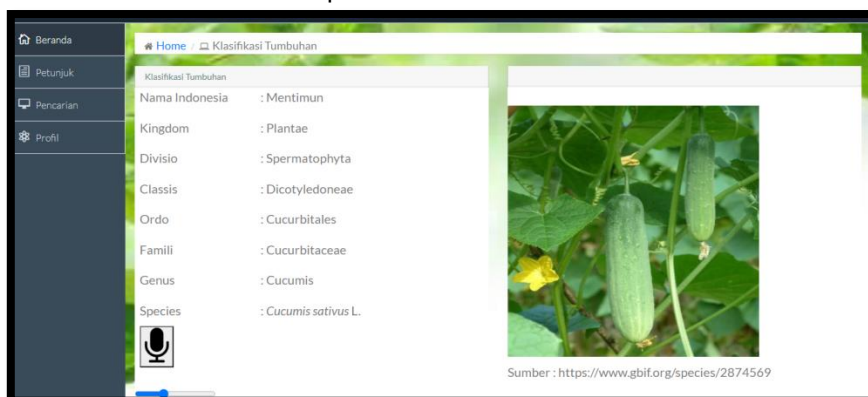 Beranda
Petunjuk
Pencarian
Profil
Home / Klasifikasi Tumbuhan
Klasifikasi Tumbuhan
Nama Indonesia : Mentimun
Kingdom : Plantae
Divisio : Spermatophyta
Classis : Dicotyledoneae
Ordo : Cucurbitales
Famili : Cucurbitaceae
Genus : Cucumis
Species : Cucumis sativus L.
Sumber : https://www.gbif.org/species/2874569